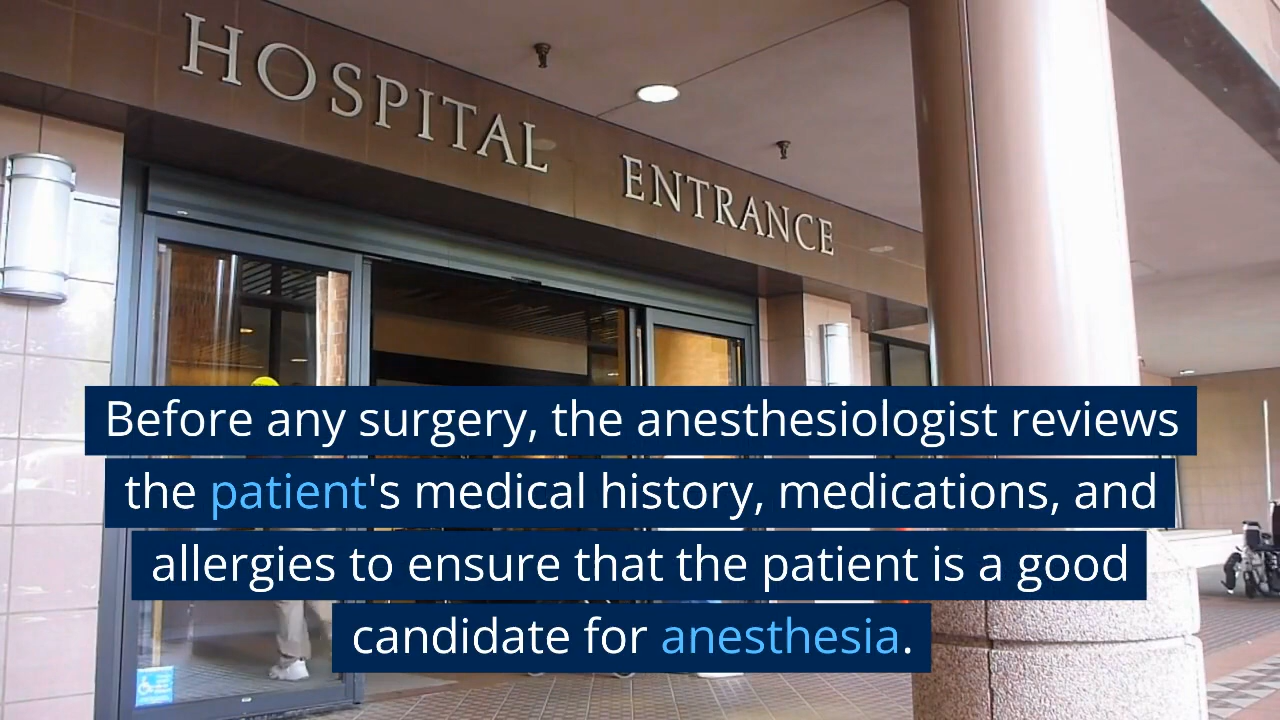 HOSPITAL ENTRANCE
Before any surgery, the anesthesiologist reviews
the patient's medical history, medications, and
allergies to ensure that the patient is a good
candidate for anesthesia.